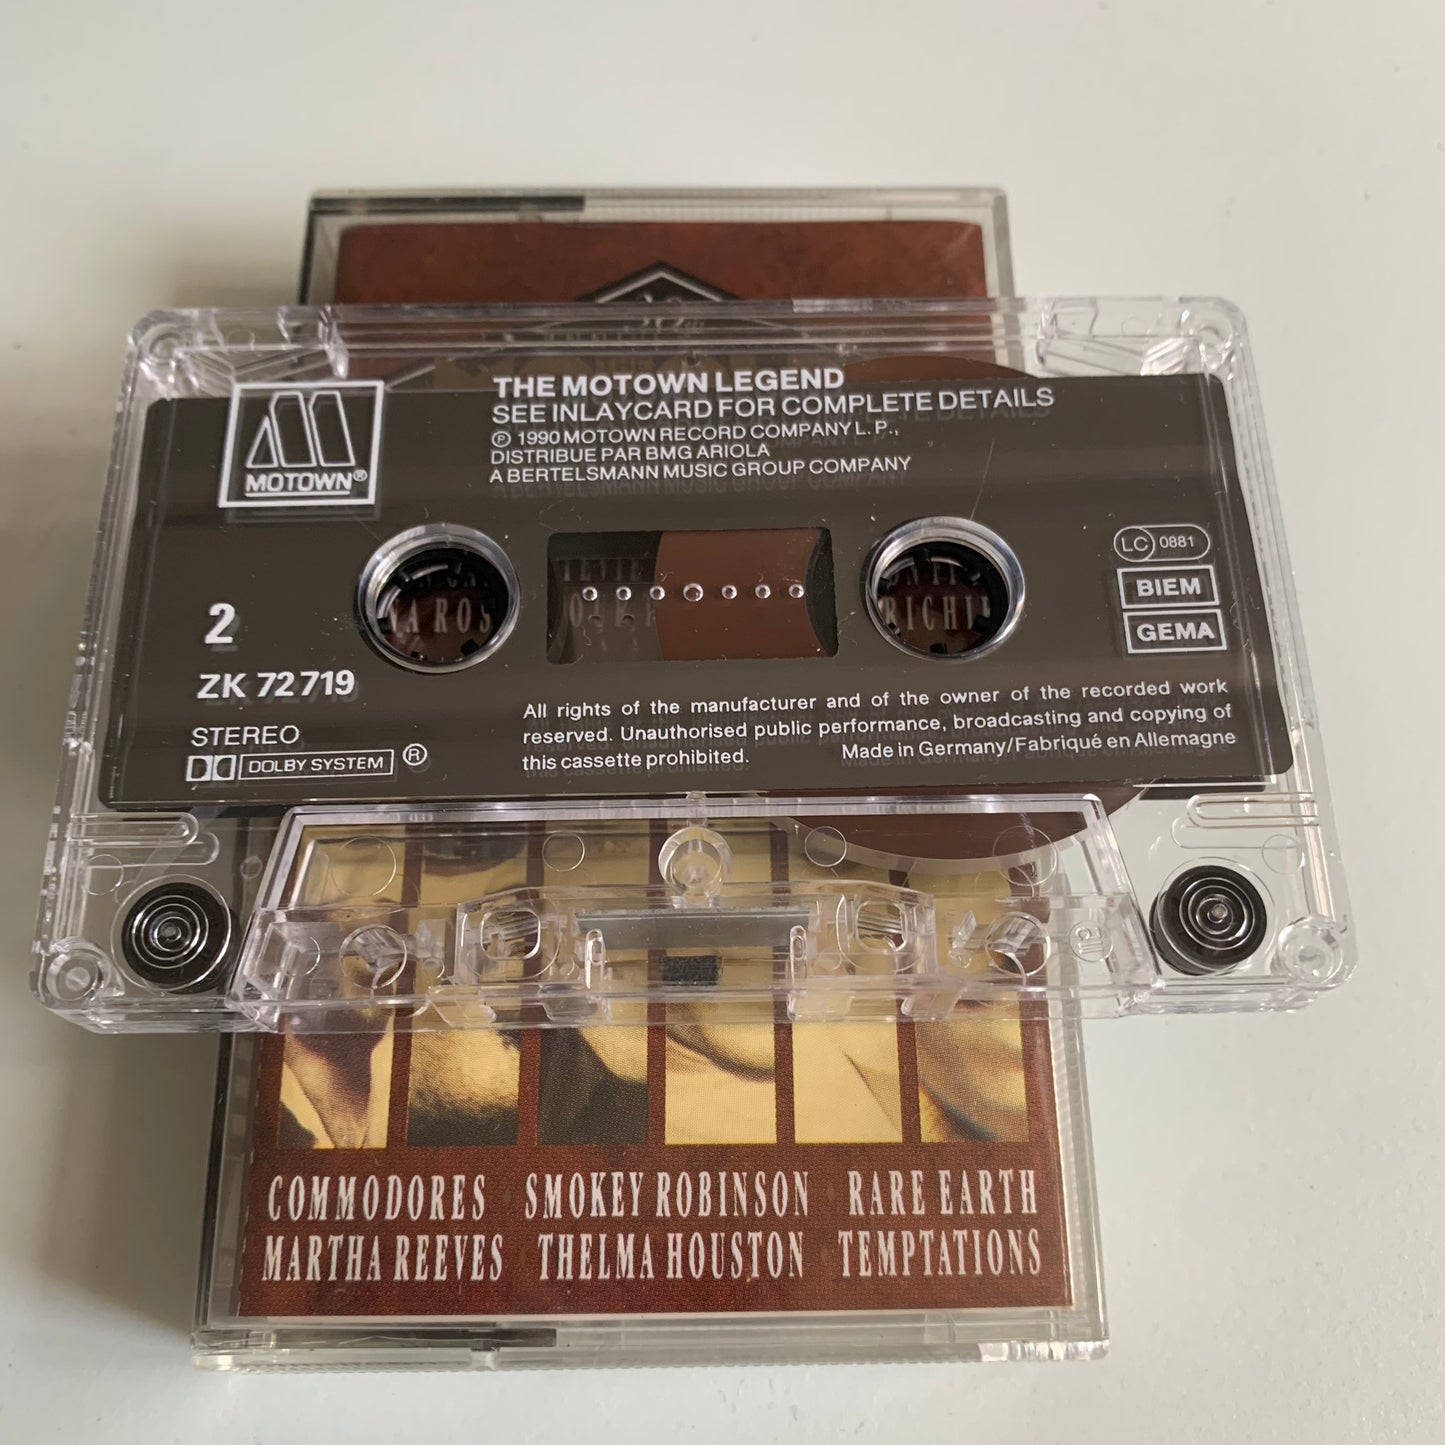 THE MOTOWN LEGEND
SEE INLAYCARD FOR COMPLETE DETAILS
℗ 1990 MOTOWN RECORD COMPANY L. P.,
DISTRIBUE PAR BMG ARIOLA
A BERTELSMANN MUSIC GROUP COMPANY
MOTOWN®
LC 0881
BIEM
GEMA
2
ZK 72 719
STEREO
DOLBY SYSTEM ®
All rights of the manufacturer and of the owner of the recorded work
reserved. Unauthorised public performance, broadcasting and copying of
this cassette prohibited.
Made in Germany/Fabriqué en Allemagne
COMMODORES SMOKEY ROBINSON RARE EARTH
MARTHA REEVES THELMA HOUSTON TEMPTATIONS